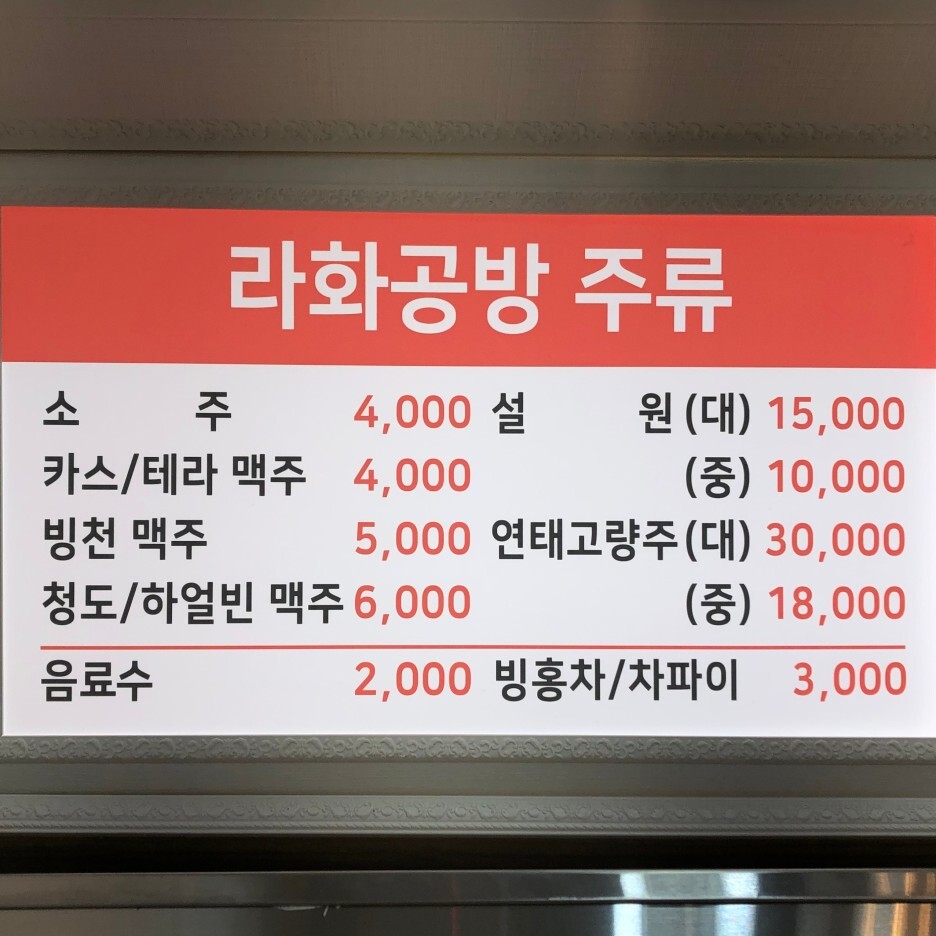 라화공방 주류
소 주 4,000 설 원(대) 15,000
카스/테라 맥주 4,000 (중) 10,000
빙천 맥주 5,000 연태고량주(대) 30,000
청도/하얼빈 맥주 6,000 (중) 18,000
음료수 2,000 빙홍차/차파이 3,000